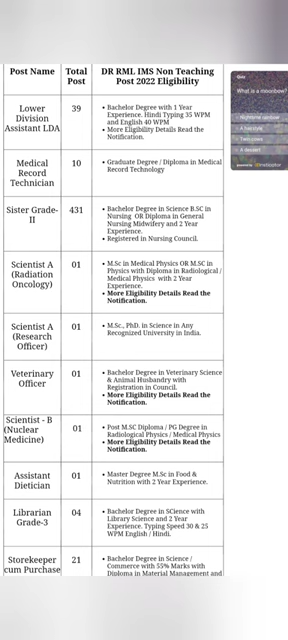 Post Name
Total Post
DR RML IMS Non Teaching
Post 2022 Eligibility
Lower
Division
Assistant LDA
39
• Bachelor Degree with 1 Year
Experience. Hindi Typing 35 WPM
and English 40 WPM
• More Eligibility Details Read the
Notification.
Medical
Record
Technician
10
• Graduate Degree / Diploma in Medical
Record Technology
Sister Grade-
II
431
• Bachelor Degree in Science B.SC in
Nursing OR Diploma in General
Nursing Midwifery and 2 Year
Experience.
• Registered in Nursing Council.
Scientist A
(Radiation
Oncology)
01
• M.Sc in Medical Physics OR M.SC in
Physics with Diploma in Radiological /
Medical Physics with 2 Year
Experience.
• More Eligibility Details Read the
Notification.
Scientist A
(Research
Officer)
01
• M.Sc., PhD. in Science in Any
Recognized University in India.
Veterinary
Officer
01
• Bachelor Degree in Veterinary Science
& Animal Husbandry with
Registration in Council.
• More Eligibility Details Read the
Notification.
Scientist - B
(Nuclear
Medicine)
01
• Post M.SC Diploma / PG Degree in
Radiological Physics / Medical Physics
• More Eligibility Details Read the
Notification.
Assistant
Dietician
01
• Master Degree M.Sc in Food &
Nutrition with 2 Year Experience.
Librarian
Grade-3
04
• Bachelor Degree in SCience with
Library Science and 2 Year
Experience. Typing Speed 30 & 25
WPM English / Hindi.
Storekeeper
cum Purchase
21
• Bachelor Degree in Science /
Commerce with 55% Marks with
Diploma in Material Management and
Quiz
What is a moonbow?
Nighttime rainbow
A hairstyle
A dessert